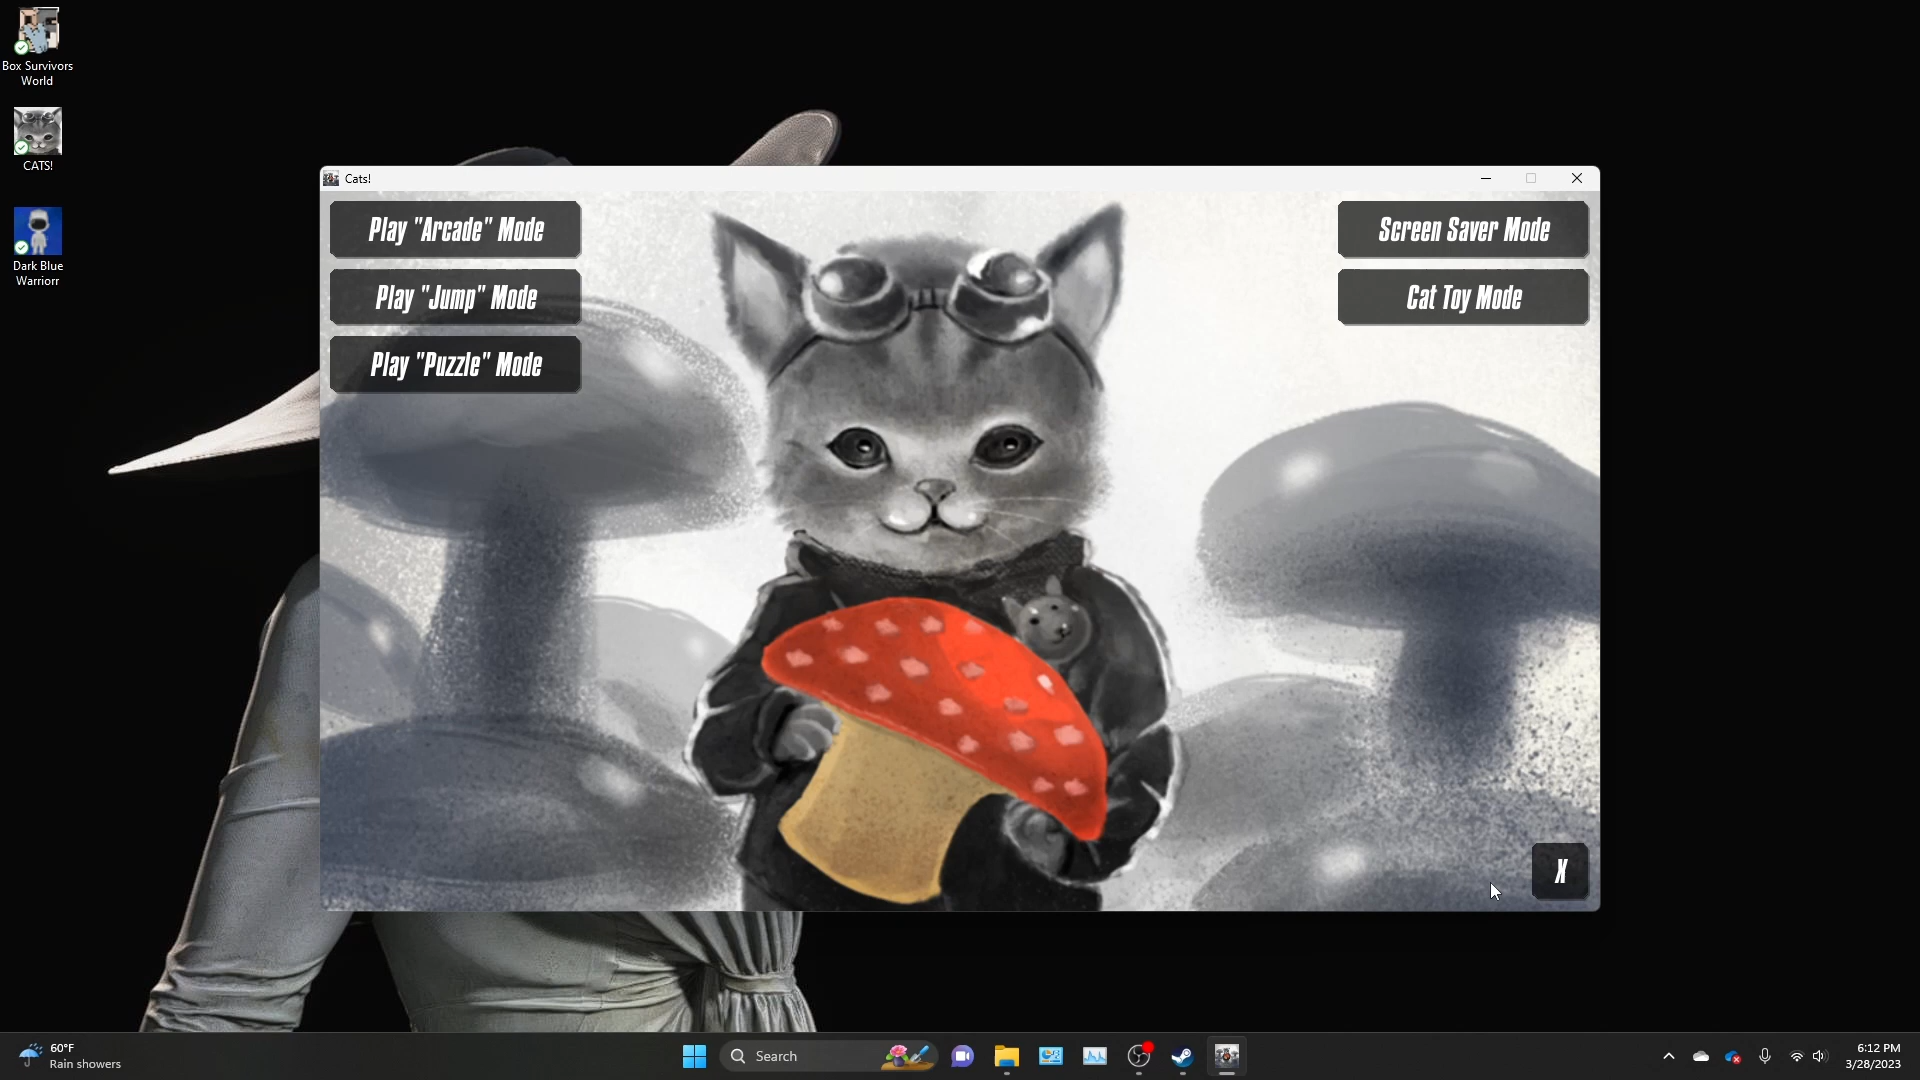 Box Survivors
World
CATS!
Dark Blue
Warriorr
Cats!
Play "Arcade" Mode
Play "Jump" Mode
Play "Puzzle" Mode
Screen Saver Mode
Cat Toy Mode
X
60°F
Rain showers
Search
6:12 PM
3/28/2023